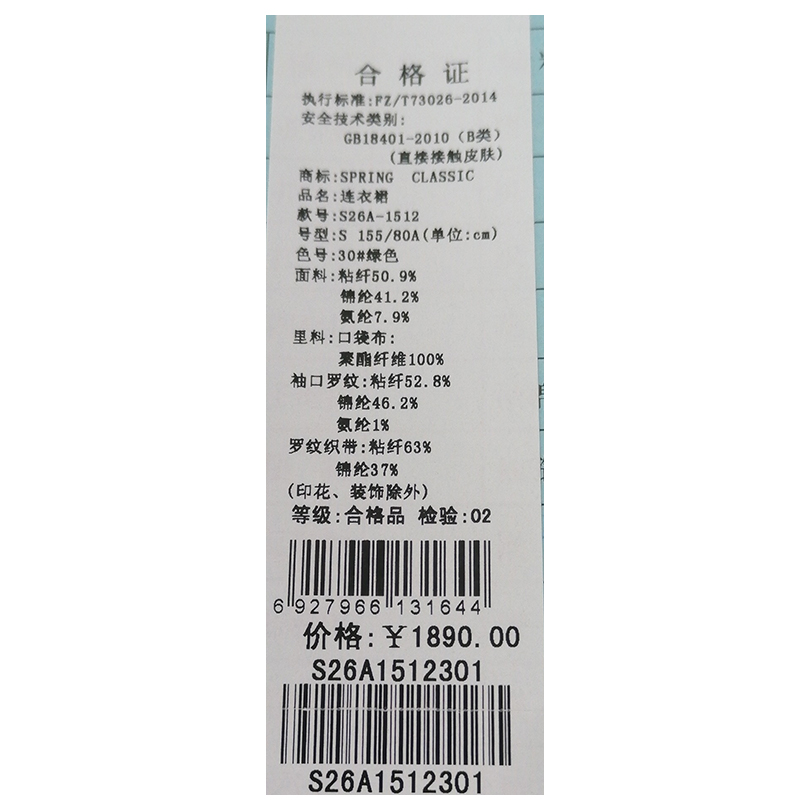 合格证
执行标准:FZ/T73026-2014
安全技术类别:
GB18401-2010（B类）
(直接接触皮肤)
商标:SPRING CLASSIC
品名:连衣裙
款号:S26A-1512
号型:S 155/80A(单位:cm)
色号:30#绿色
面料:粘纤50.9%
锦纶41.2%
氨纶7.9%
里料:口袋布:
聚酯纤维100%
袖口罗纹:粘纤52.8%
锦纶46.2%
氨纶1%
罗纹织带:粘纤63%
锦纶37%
(印花、装饰除外)
等级:合格品 检验:02
6 927966 131644
价格:￥1890.00
S26A1512301
S26A1512301